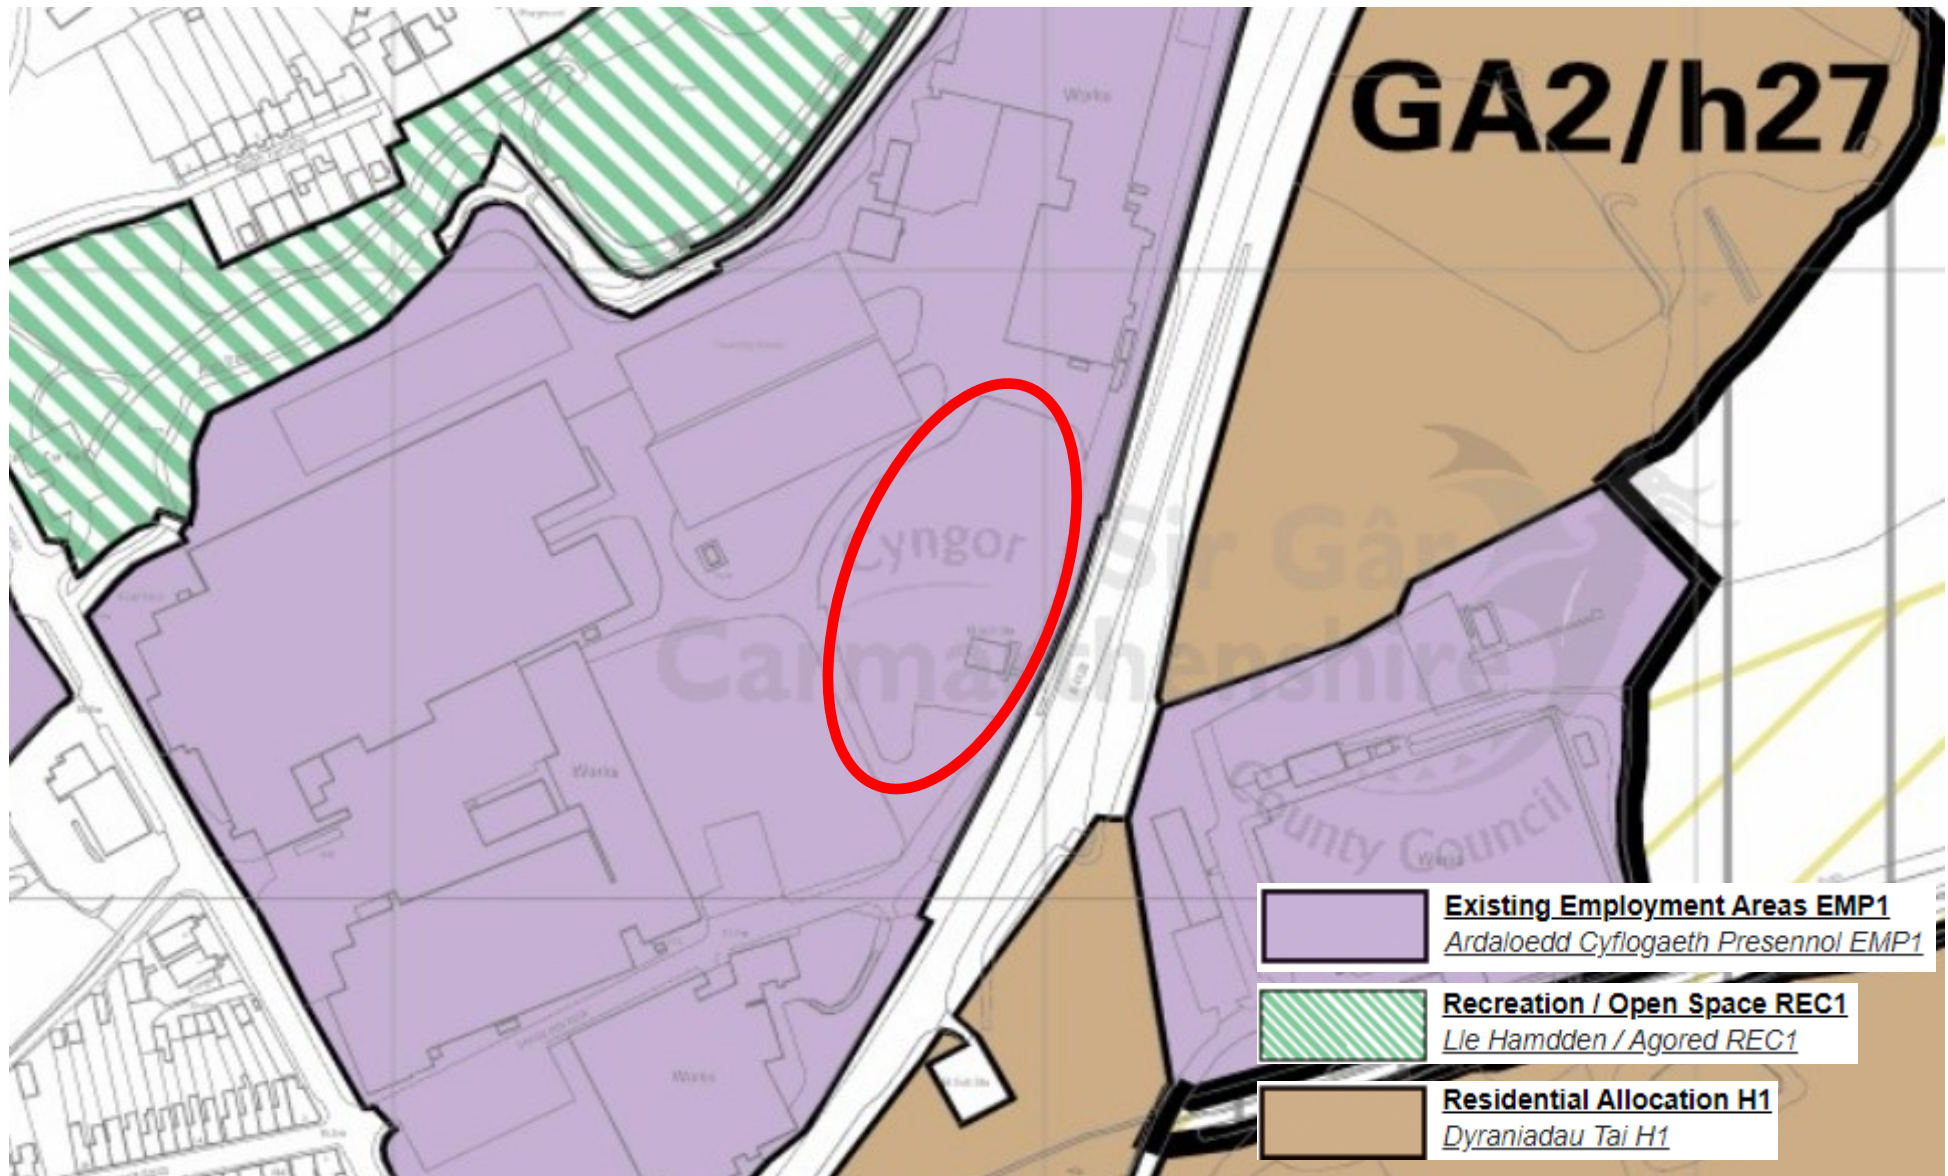 GA2/h27
Works
Cyngor Sir Gâr
Carmarthenshire
County Council
Works
Works
Works
Existing Employment Areas EMP1
Ardaloedd Cyflogaeth Presennol EMP1
Recreation / Open Space REC1
Lle Hamdden / Agored REC1
Residential Allocation H1
Dyraniadau Tai H1